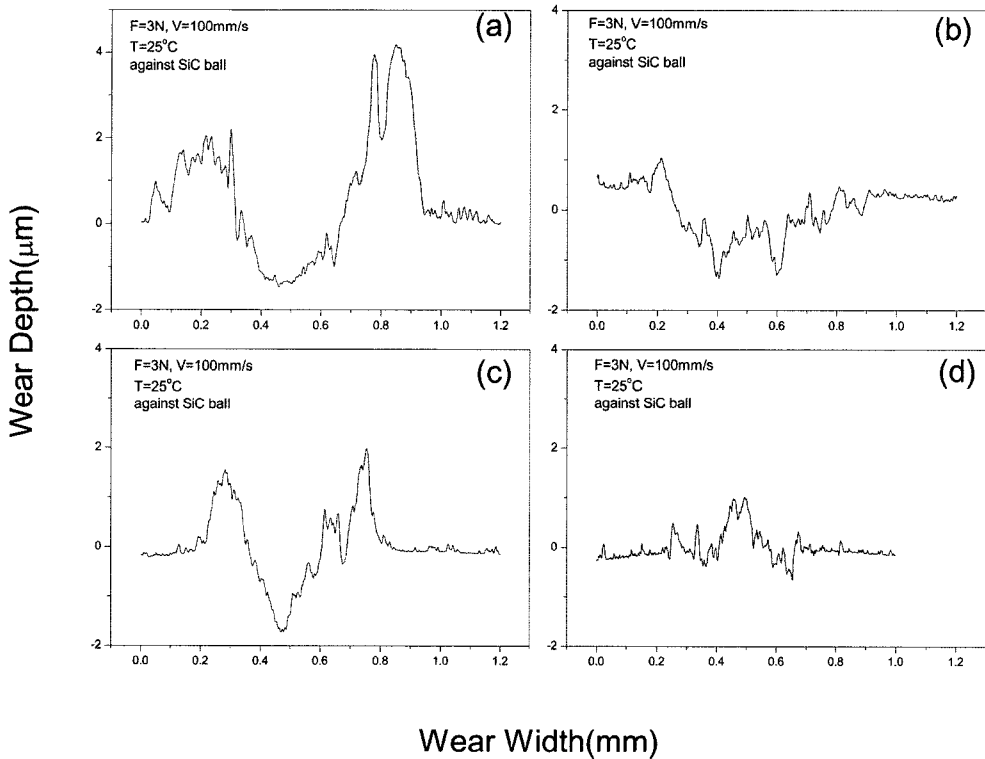 Wear Depth(μm)
F=3N, V=100mm/s
T=25°C
against SiC ball
(a)
4
2
0
-2
0.0 0.2 0.4 0.6 0.8 1.0 1.2
F=3N, V=100mm/s
T=25°C
against SiC ball
(b)
4
2
0
-2
0.0 0.2 0.4 0.6 0.8 1.0 1.2
F=3N, V=100mm/s
T=25°C
against SiC ball
(c)
4
2
0
-2
0.0 0.2 0.4 0.6 0.8 1.0 1.2
F=3N, V=100mm/s
T=25°C
against SiC ball
(d)
4
2
0
-2
0.0 0.2 0.4 0.6 0.8 1.0 1.2
Wear Width(mm)